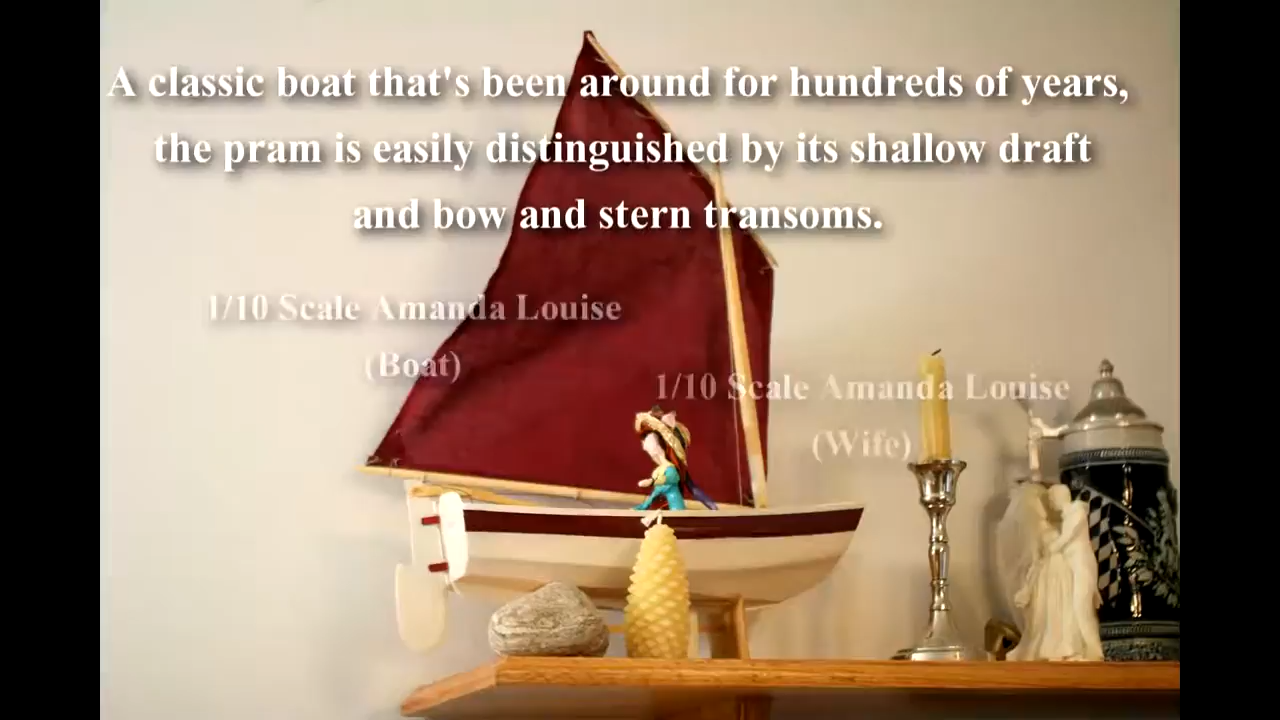 A classic boat that's been around for hundreds of years,
the pram is easily distinguished by its shallow draft
and bow and stern transoms.
1/10 Scale Amanda Louise
(Boat)
1/10 Scale Amanda Louise
(Wife)